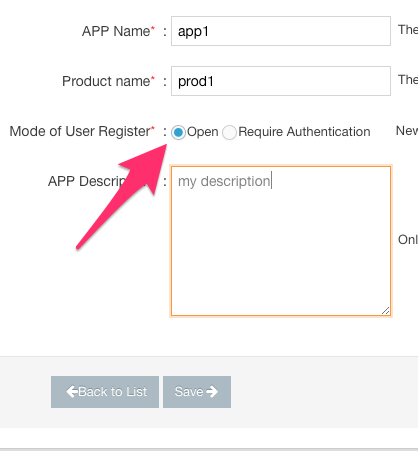 APP Name* : app1 The
Product name* : prod1 The
Mode of User Register* : Open Require Authentication New
APP Descrip : my description
Onl
Back to List Save